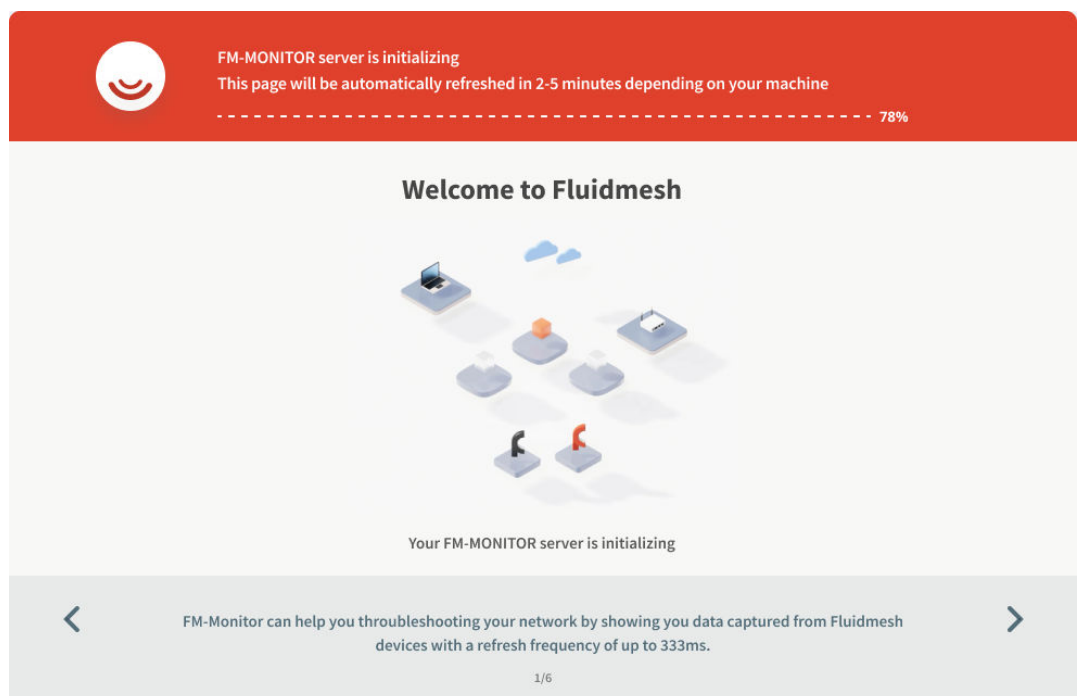 FM-MONITOR server is initializing
This page will be automatically refreshed in 2-5 minutes depending on your machine
78%
Welcome to Fluidmesh
Your FM-MONITOR server is initializing
FM-Monitor can help you throubleshooting your network by showing you data captured from Fluidmesh
devices with a refresh frequency of up to 333ms.
1/6